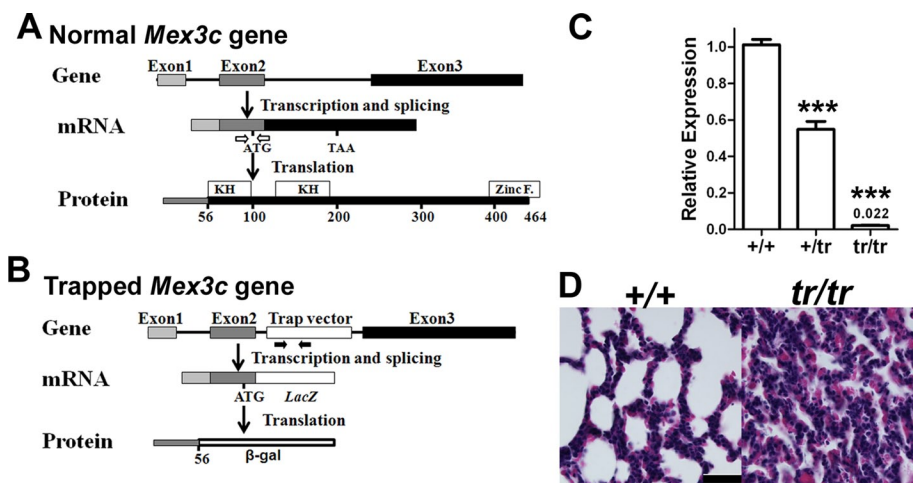 A Normal Mex3c gene
Gene
Exon1 Exon2 Exon3
Transcription and splicing
mRNA
ATG TAA
Translation
Protein
KH KH Zinc F.
56 100 200 300 400 464
B Trapped Mex3c gene
Gene
Exon1 Exon2 Trap vector Exon3
Transcription and splicing
mRNA
ATG LacZ
Translation
Protein
56 β-gal
C
Relative Expression
1.0
0.8
0.6
0.4
0.2
0.0
***
***
0.022
+/+ +/tr tr/tr
D +/+ tr/tr